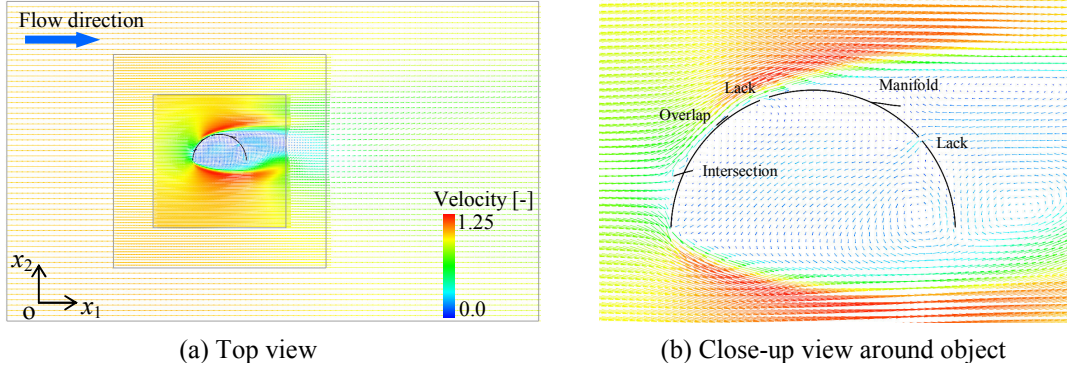 Flow direction
Velocity [-]
1.25
0.0
x2
o
x1
(a) Top view
Lack
Manifold
Overlap
Lack
Intersection
(b) Close-up view around object